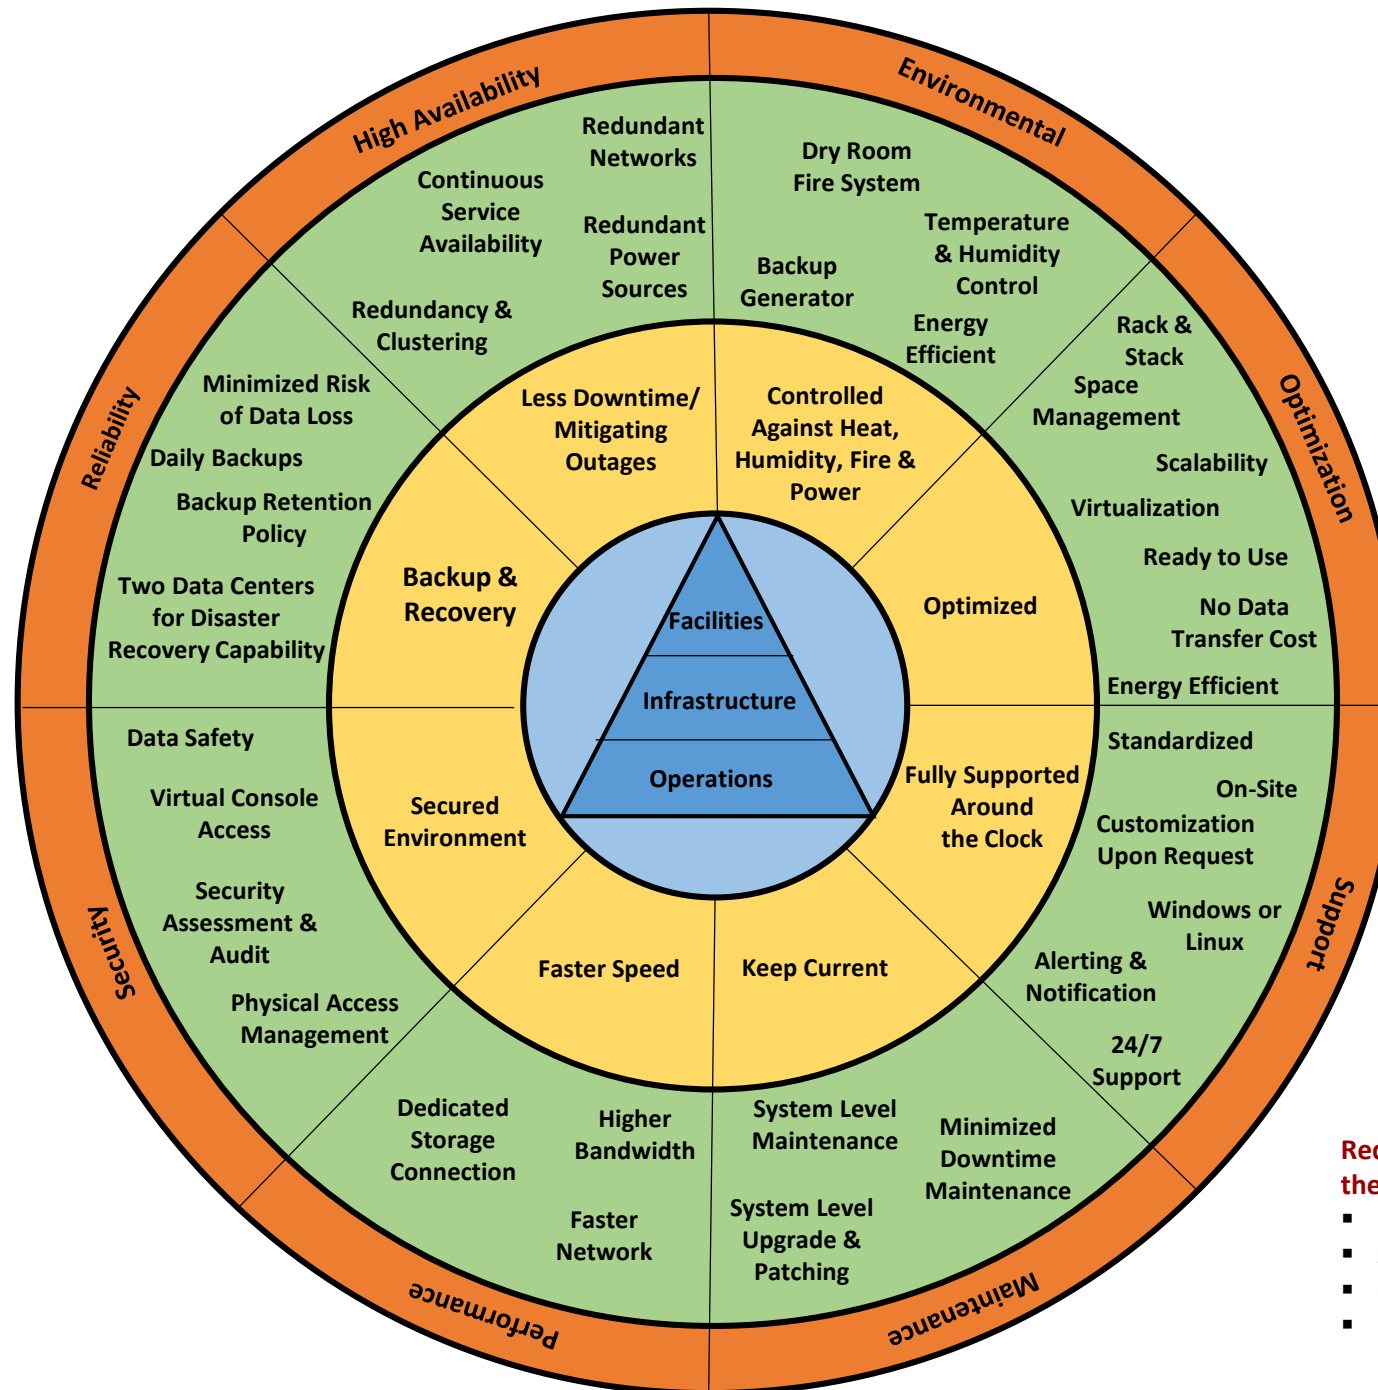 High Availability
Environmental
Optimization
Support
Maintenance
Performance
Security
Reliability
Redundant
Networks
Continuous
Service
Availability
Redundant
Power
Sources
Redundancy &
Clustering
Dry Room
Fire System
Temperature
& Humidity
Control
Backup
Generator
Energy
Efficient
Rack &
Stack
Space
Management
Scalability
Virtualization
Ready to Use
No Data
Transfer Cost
Energy Efficient
Standardized
On-Site
Customization
Upon Request
Windows or
Linux
Alerting &
Notification
24/7
Support
System Level
Maintenance
Minimized
Downtime
Maintenance
System Level
Upgrade &
Patching
Dedicated
Storage
Connection
Higher
Bandwidth
Faster
Network
Data Safety
Virtual Console
Access
Security
Assessment &
Audit
Physical Access
Management
Minimized Risk
of Data Loss
Daily Backups
Backup Retention
Policy
Two Data Centers
for Disaster
Recovery Capability
Less Downtime/
Mitigating
Outages
Controlled
Against Heat,
Humidity, Fire &
Power
Optimized
Fully Supported
Around
the Clock
Keep Current
Faster Speed
Secured
Environment
Backup &
Recovery
Facilities
Infrastructure
Operations